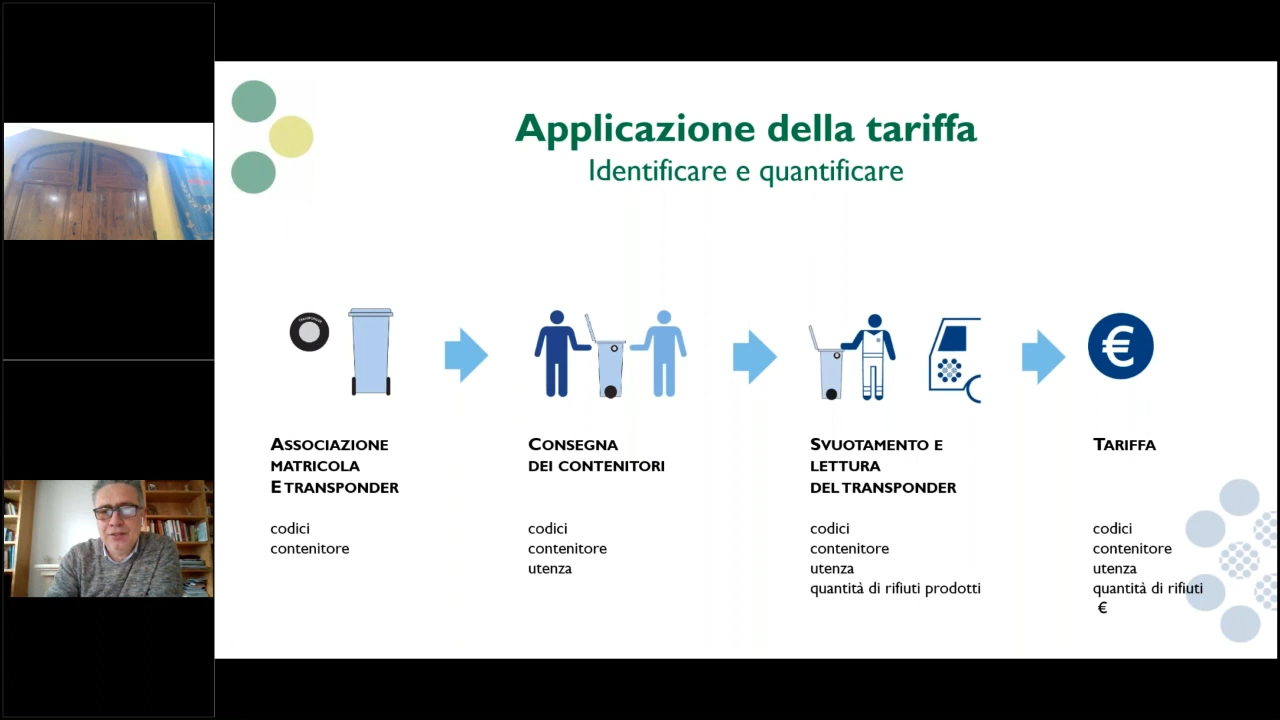 Applicazione della tariffa
Identificare e quantificare
TRANSPONDER
€
ASSOCIAZIONE
MATRICOLA
E TRANSPONDER
codici
contenitore
CONSEGNA
DEI CONTENITORI
codici
contenitore
utenza
SVUOTAMENTO E
LETTURA
DEL TRANSPONDER
codici
contenitore
utenza
quantità di rifiuti prodotti
TARIFFA
codici
contenitore
utenza
quantità di rifiuti
€